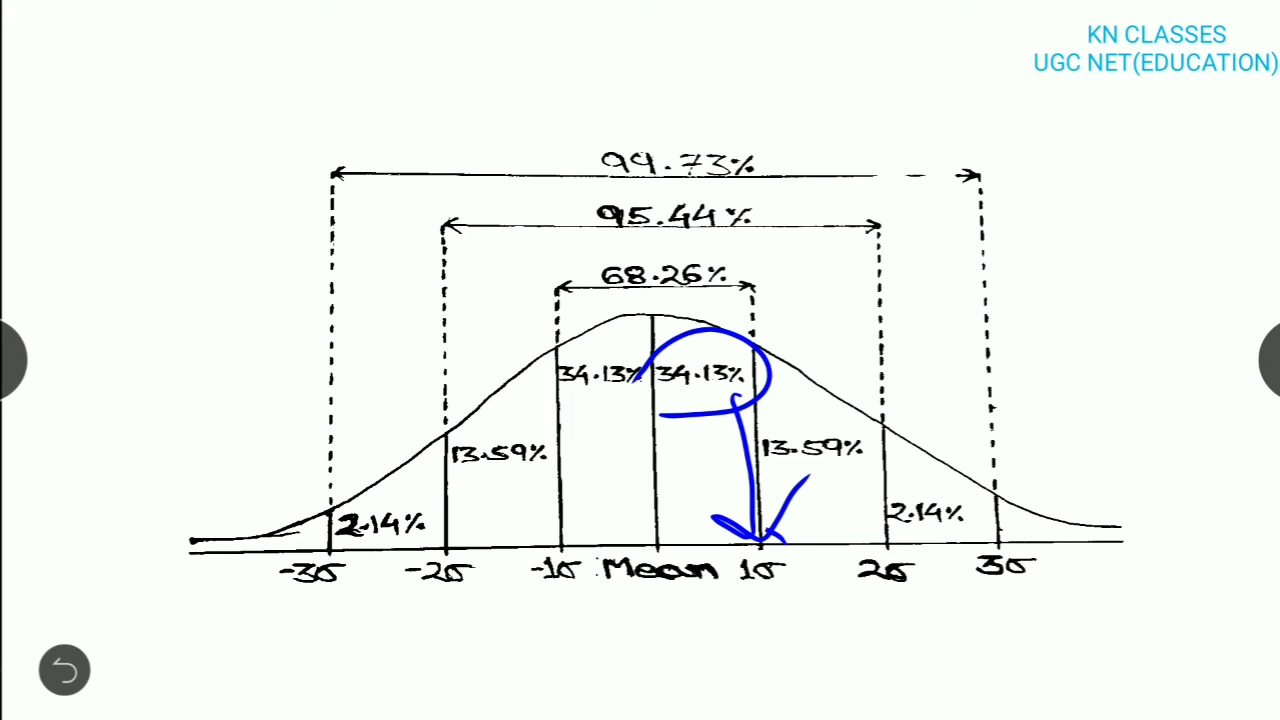 KN CLASSES
UGC NET(EDUCATION)
99.73%
95.44%
68.26%
34.13% 34.13%
13.59% 13.59%
2.14% 2.14%
-3σ -2σ -1σ Mean 1σ 2σ 3σ